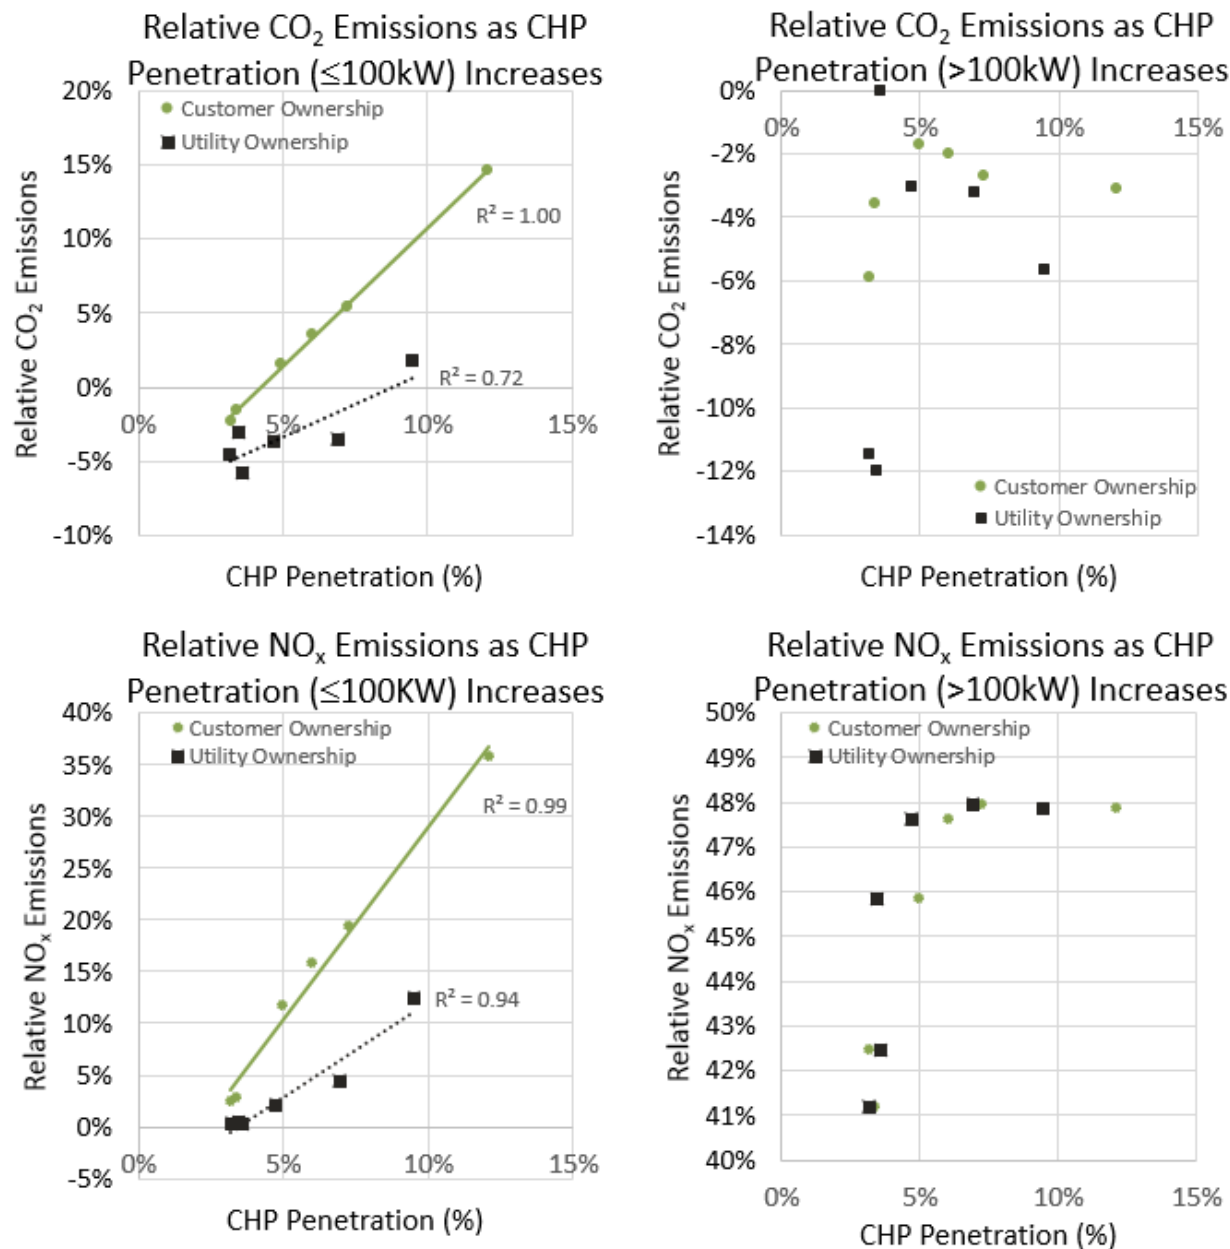 Relative CO₂ Emissions as CHP
Penetration (≤100kW) Increases
20%
15%
10%
5%
0%
-5%
-10%
Relative CO₂ Emissions
Customer Ownership
Utility Ownership
R² = 1.00
R² = 0.72
0%
5%
10%
15%
CHP Penetration (%)
Relative CO₂ Emissions as CHP
Penetration (>100kW) Increases
0%
-2%
-4%
-6%
-8%
-10%
-12%
-14%
Relative CO₂ Emissions
0%
5%
10%
15%
Customer Ownership
Utility Ownership
CHP Penetration (%)
Relative NOₓ Emissions as CHP
Penetration (≤100KW) Increases
40%
35%
30%
25%
20%
15%
10%
5%
0%
-5%
Relative NOₓ Emissions
Customer Ownership
Utility Ownership
R² = 0.99
R² = 0.94
0%
5%
10%
15%
CHP Penetration (%)
Relative NOₓ Emissions as CHP
Penetration (>100kW) Increases
50%
49%
48%
47%
46%
45%
44%
43%
42%
41%
40%
Relative NOₓ Emissions
Customer Ownership
Utility Ownership
0%
5%
10%
15%
CHP Penetration (%)